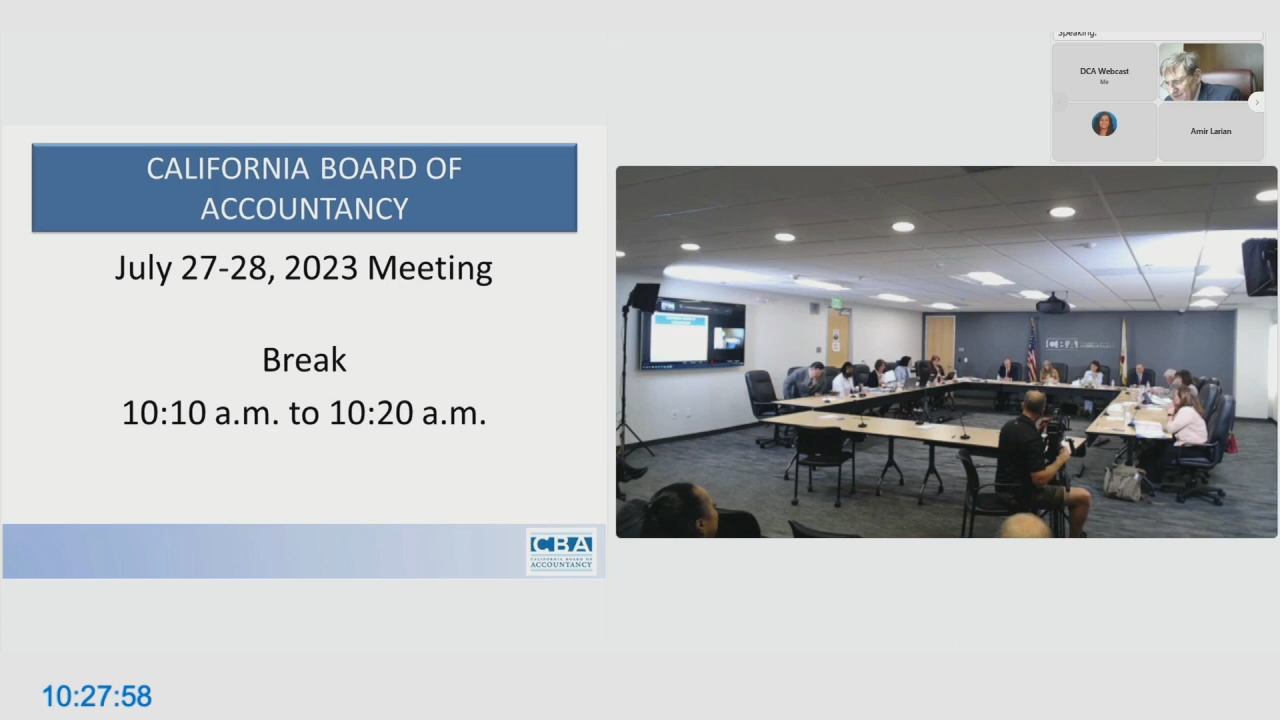 Speaking:
DCA Webcast
Me
Amir Larian
CALIFORNIA BOARD OF
ACCOUNTANCY
July 27-28, 2023 Meeting
Break
10:10 a.m. to 10:20 a.m.
CBA
CALIFORNIA BOARD OF
ACCOUNTANCY
CBA
10:27:58